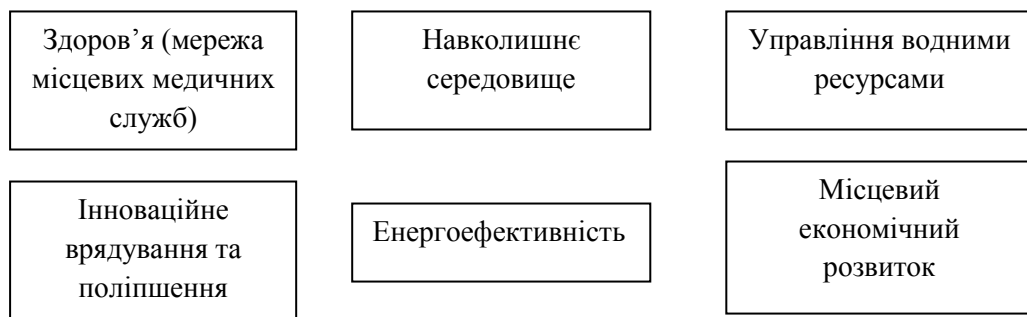 Здоров’я (мережа
місцевих медичних
служб)
Навколишнє
середовище
Управління водними
ресурсами
Інноваційне
врядування та
поліпшення
Енергоефективність
Місцевий
економічний
розвиток